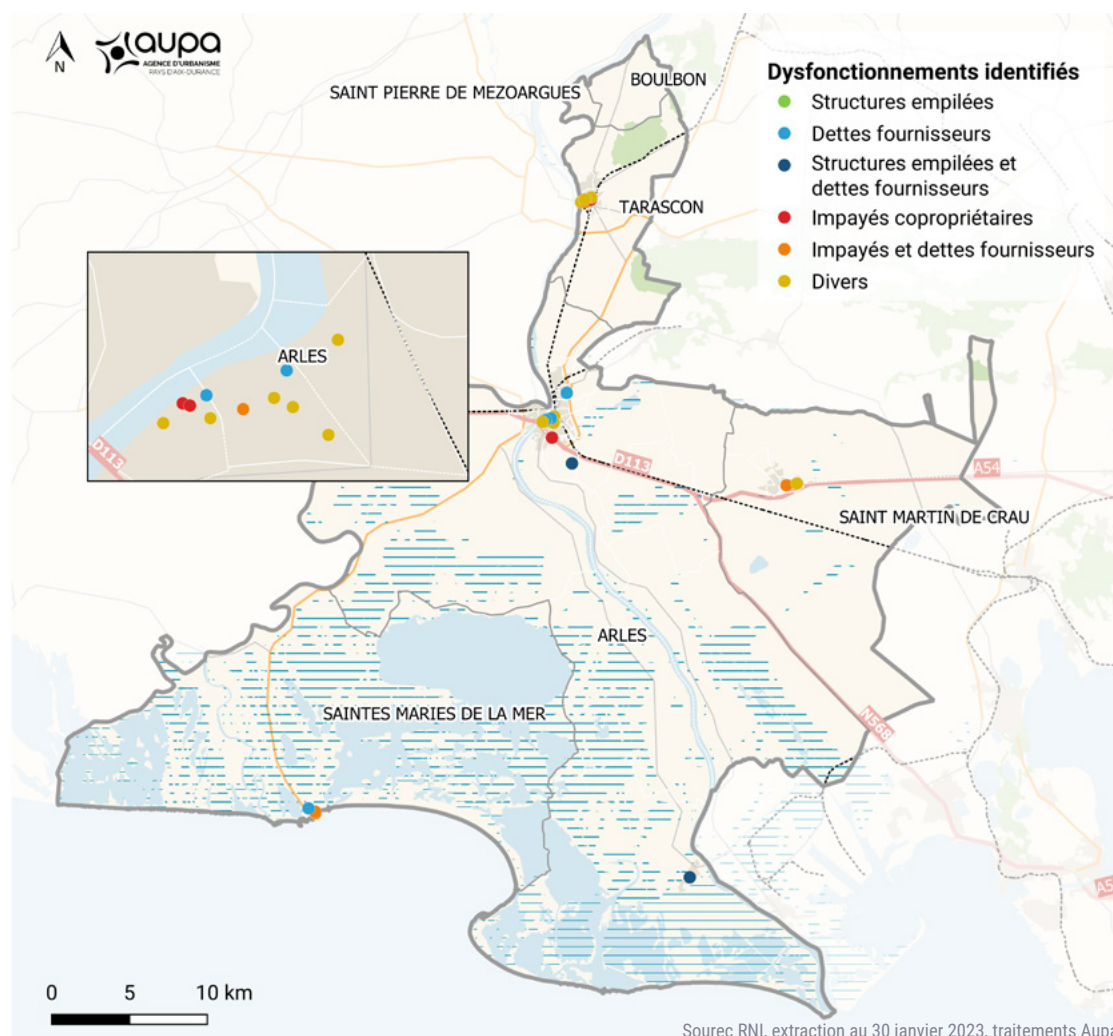 N
aupa
AGENCE D'URBANISME
PAYS D'AIX-DURANCE
Dysfonctionnements identifiés
Structures empilées
Dettes fournisseurs
Structures empilées et
dettes fournisseurs
Impayés copropriétaires
Impayés et dettes fournisseurs
Divers
BOULBON
SAINT PIERRE DE MEZOARGUES
TARASCON
ARLES
D113
D113
A54
SAINT MARTIN DE CRAU
ARLES
SAINTES MARIES DE LA MER
N568
A5
0 5 10 km
Sourec RNI, extraction au 30 janvier 2023, traitements Aupa